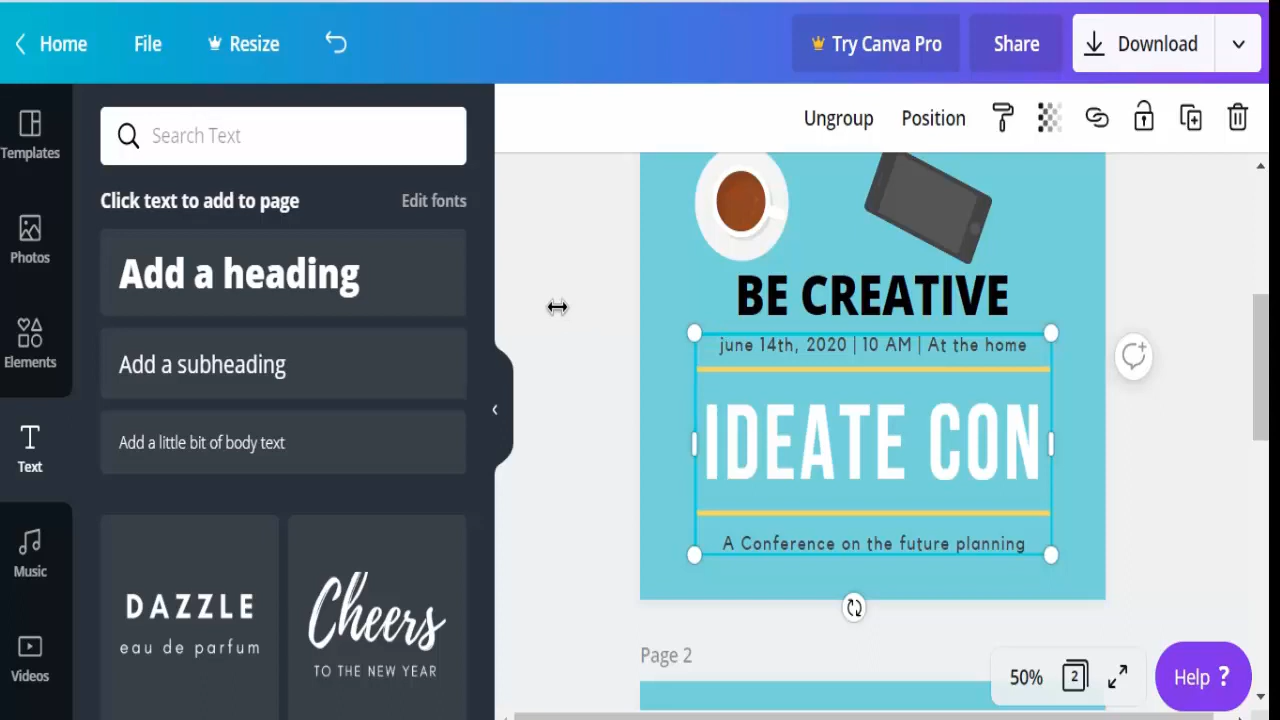 Home File Resize Try Canva Pro Share Download
Ungroup Position
Search Text
Templates
Click text to add to page Edit fonts
Photos
Add a heading
Elements
Add a subheading
Text
Add a little bit of body text
Music
DAZZLE
eau de parfum
Cheers
TO THE NEW YEAR
Videos
BE CREATIVE
june 14th, 2020 | 10 AM | At the home
IDEATE CON
A Conference on the future planning
Page 2
50% 2 Help ?